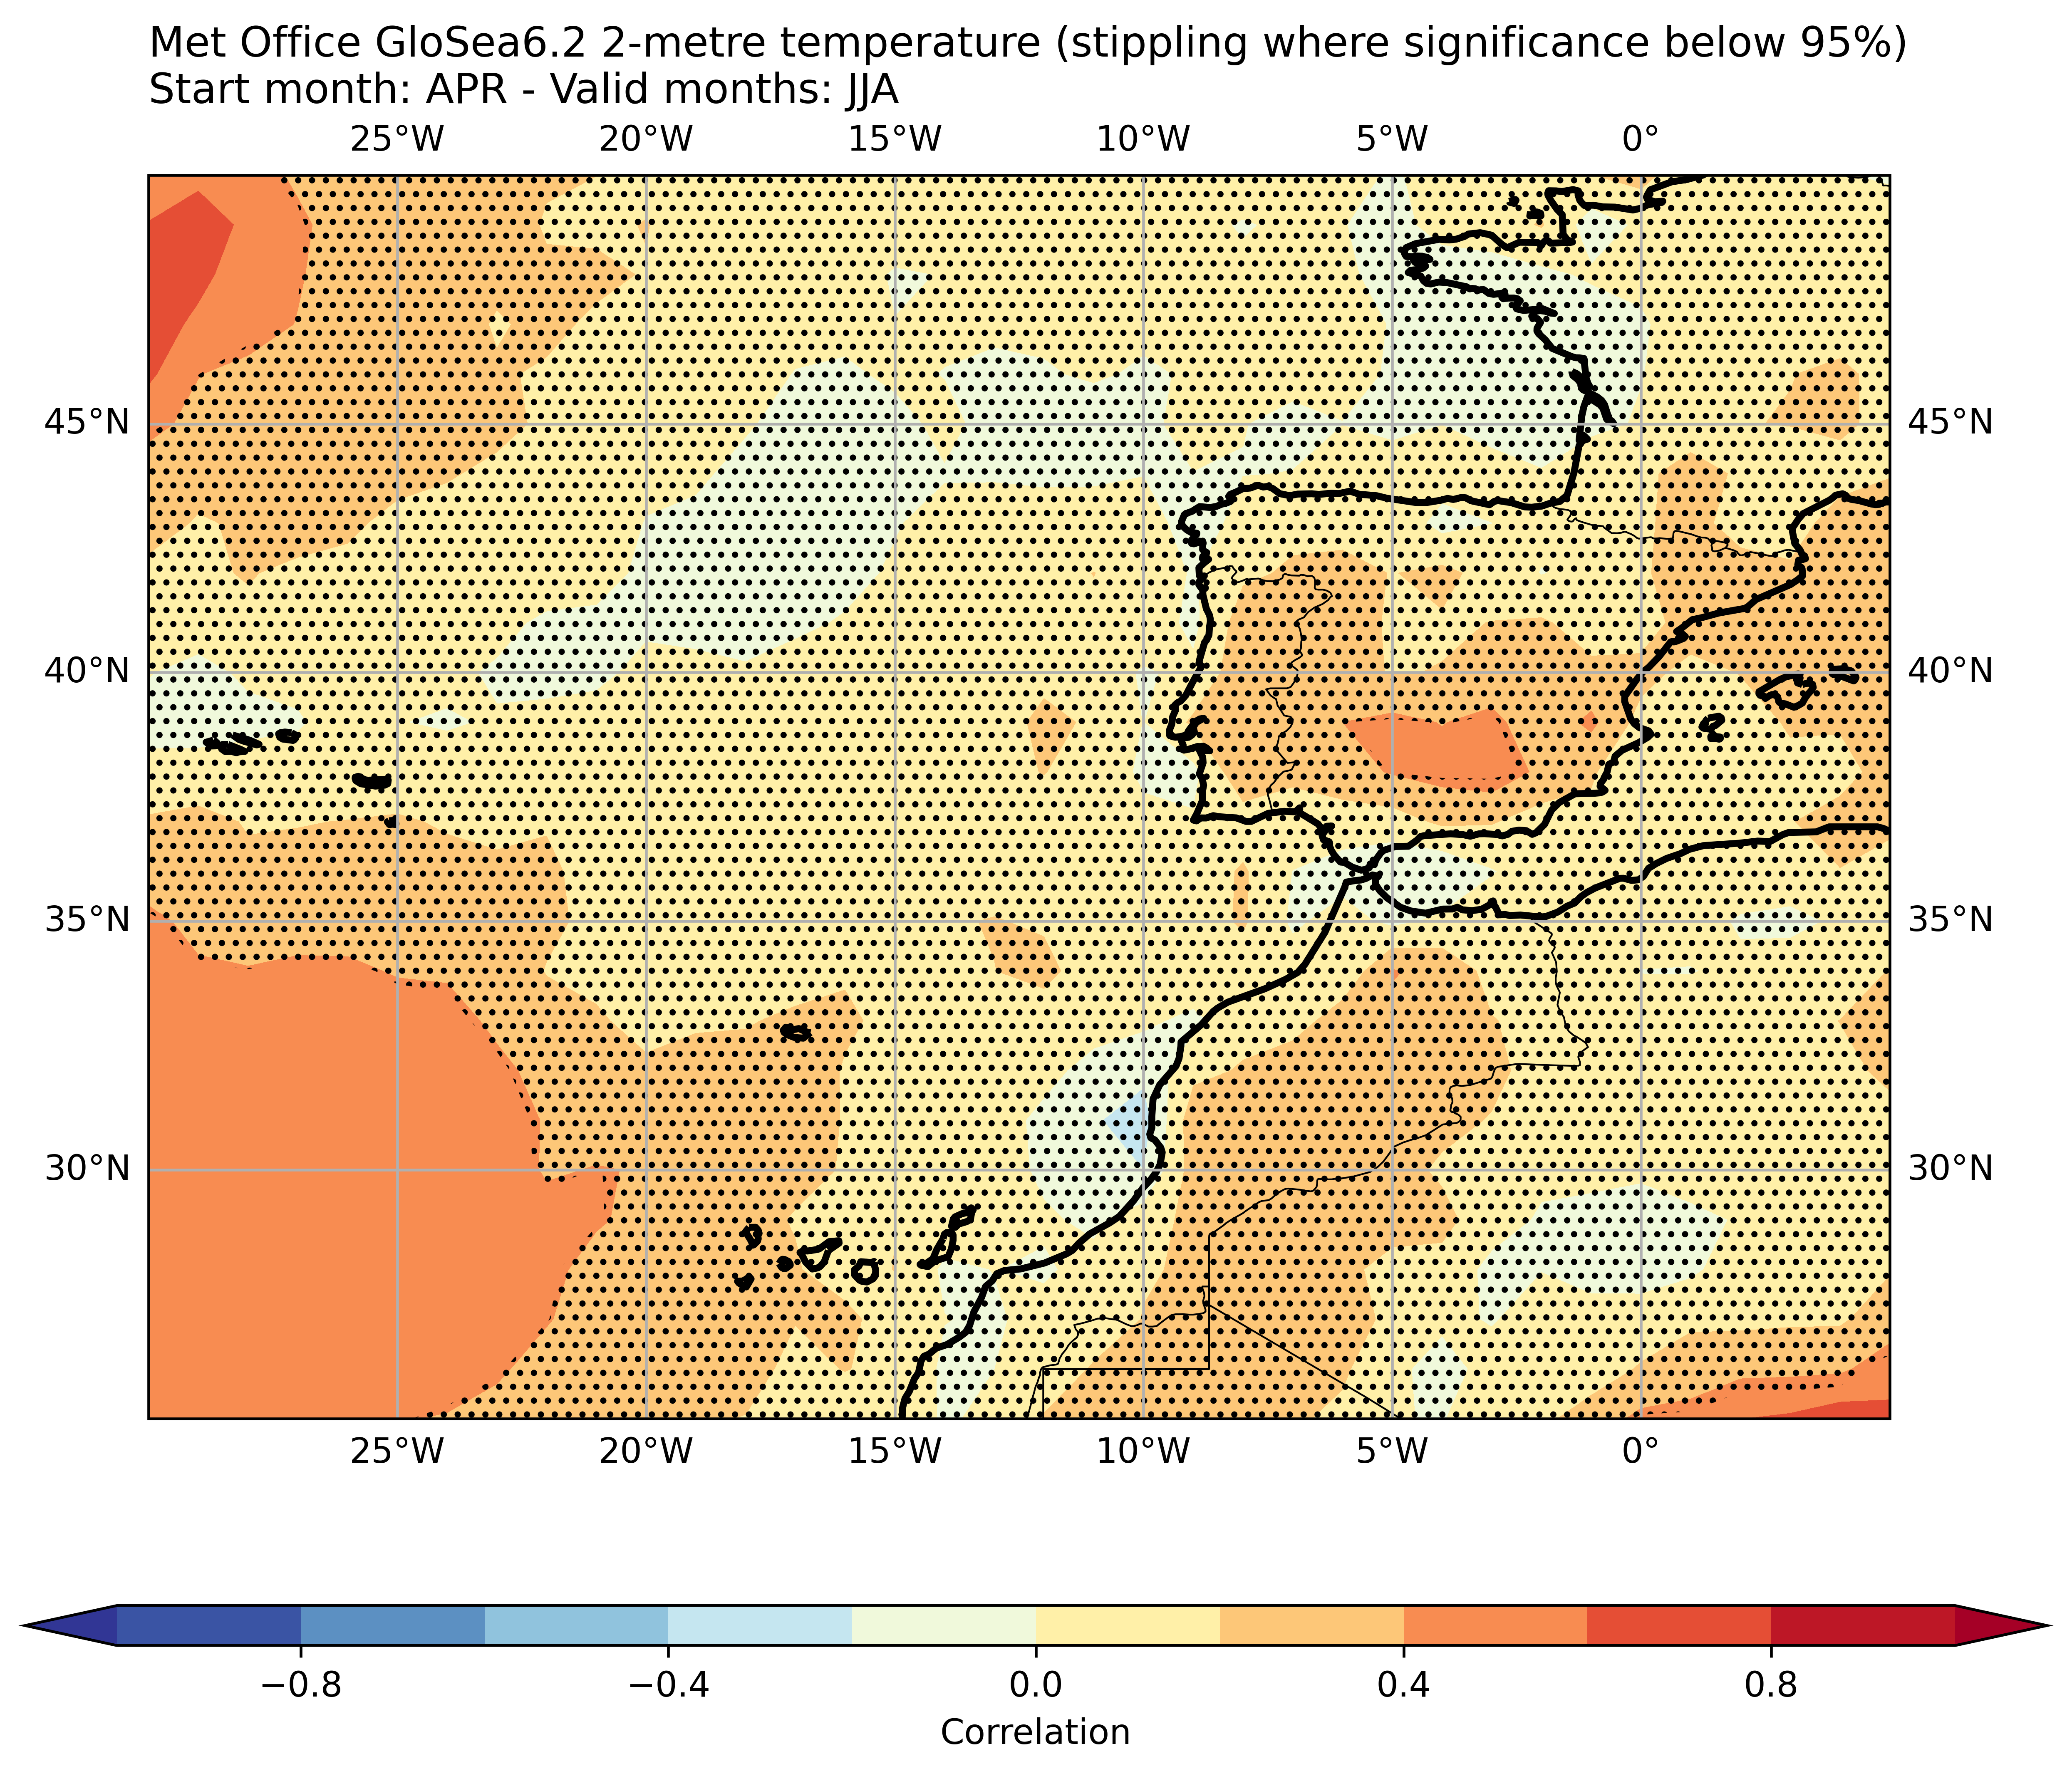 Met Office GloSea6.2 2-metre temperature (stippling where significance below 95%)
Start month: APR - Valid months: JJA
25°W 20°W 15°W 10°W 5°W 0°
45°N 45°N
40°N 40°N
35°N 35°N
30°N 30°N
25°W 20°W 15°W 10°W 5°W 0°
−0.8 −0.4 0.0 0.4 0.8
Correlation